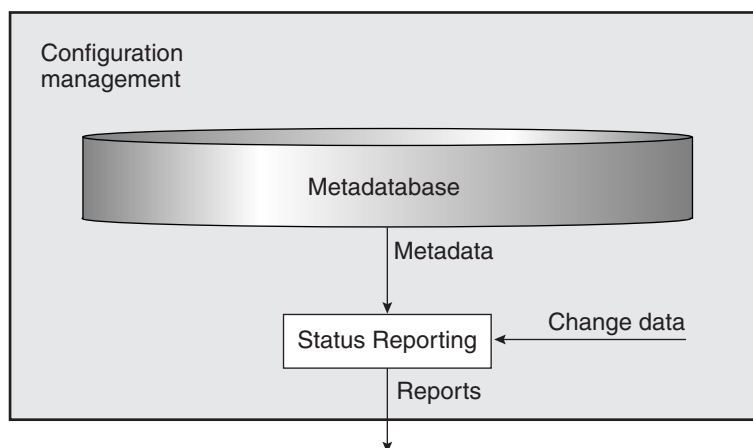 Configuration
management
Metadatabase
Metadata
Change data
Status Reporting
Reports